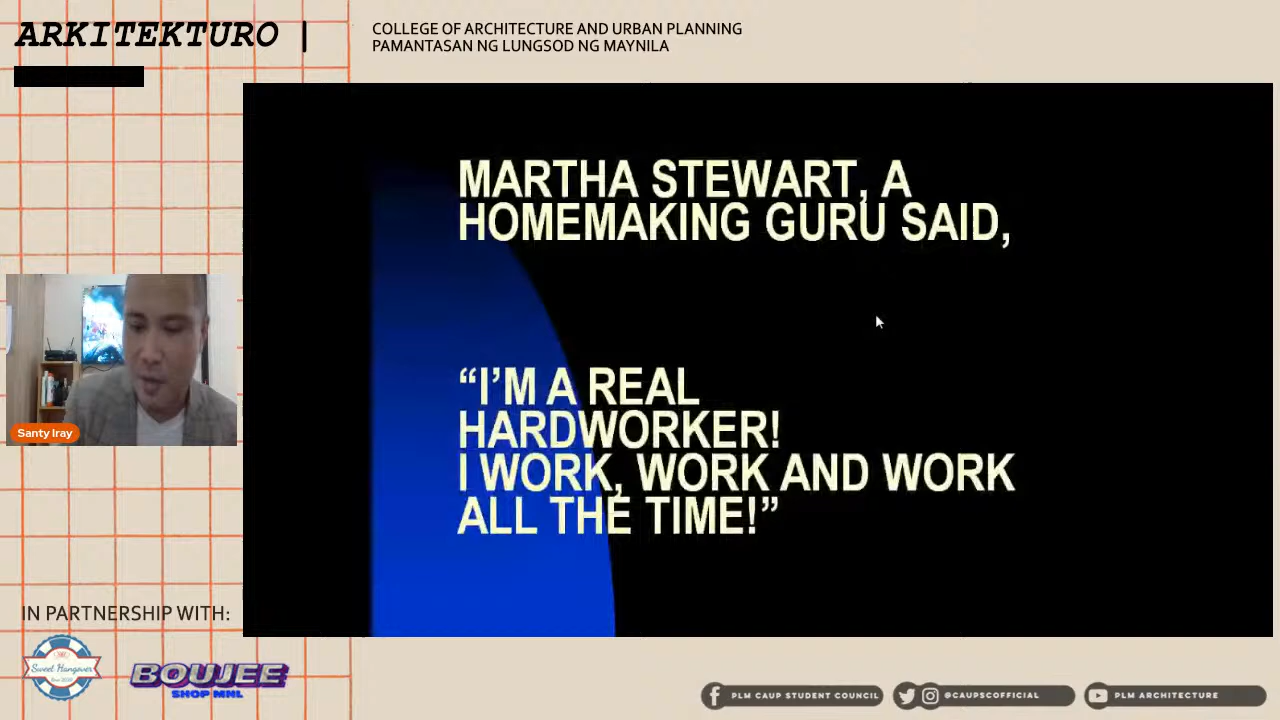 ARKITEKTURO |
COLLEGE OF ARCHITECTURE AND URBAN PLANNING
PAMANTASAN NG LUNGSOD NG MAYNILA
MARTHA STEWART, A
HOMEMAKING GURU SAID,
“I’M A REAL
HARDWORKER!
I WORK, WORK AND WORK
ALL THE TIME!”
Santy Iray
IN PARTNERSHIP WITH:
Sweet Hangover
BOUJEE
SHOP MNL
PLM CAUP STUDENT COUNCIL
@CAUPSCOFFICIAL
PLM ARCHITECTURE